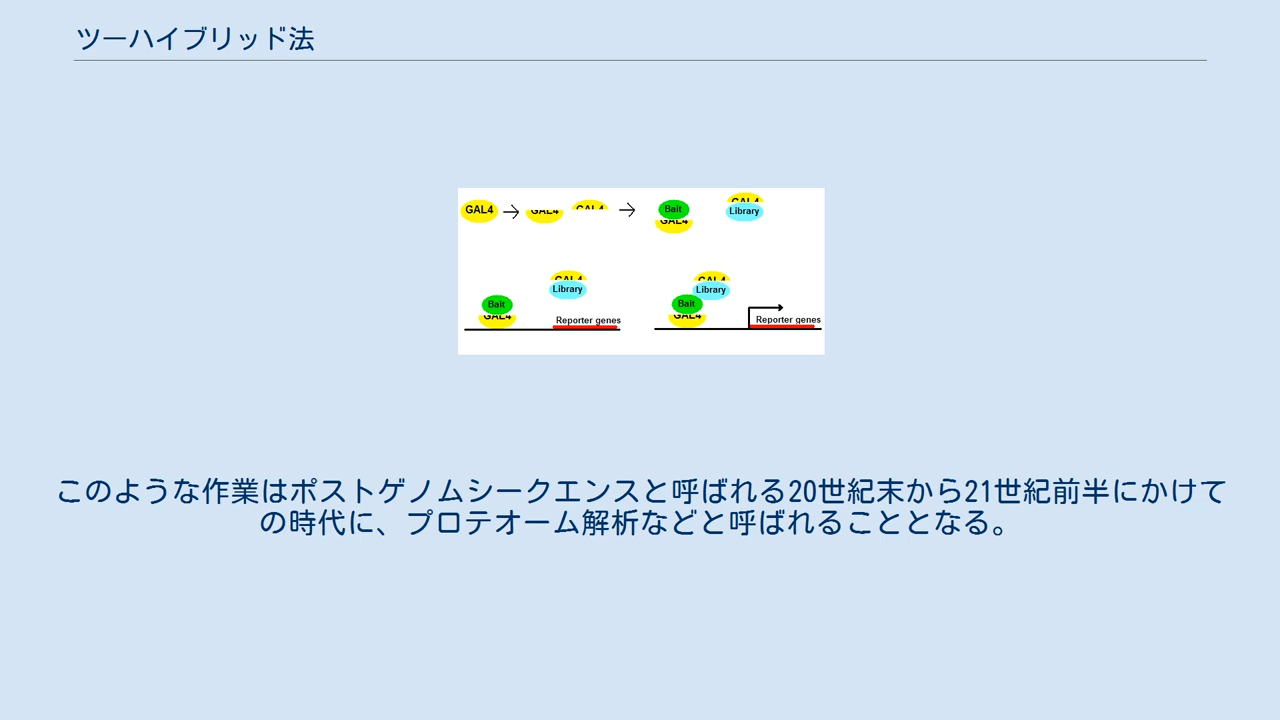 ツーハイブリッド法
GAL4 GAL4 GAL4 Bait GAL4 GAL4 Library
GAL4 Library Bait GAL4 Reporter genes
GAL4 Library Bait GAL4 Reporter genes
このような作業はポストゲノムシークエンスと呼ばれる20世紀末から21世紀前半にかけて
の時代に、プロテオーム解析などと呼ばれることとなる。